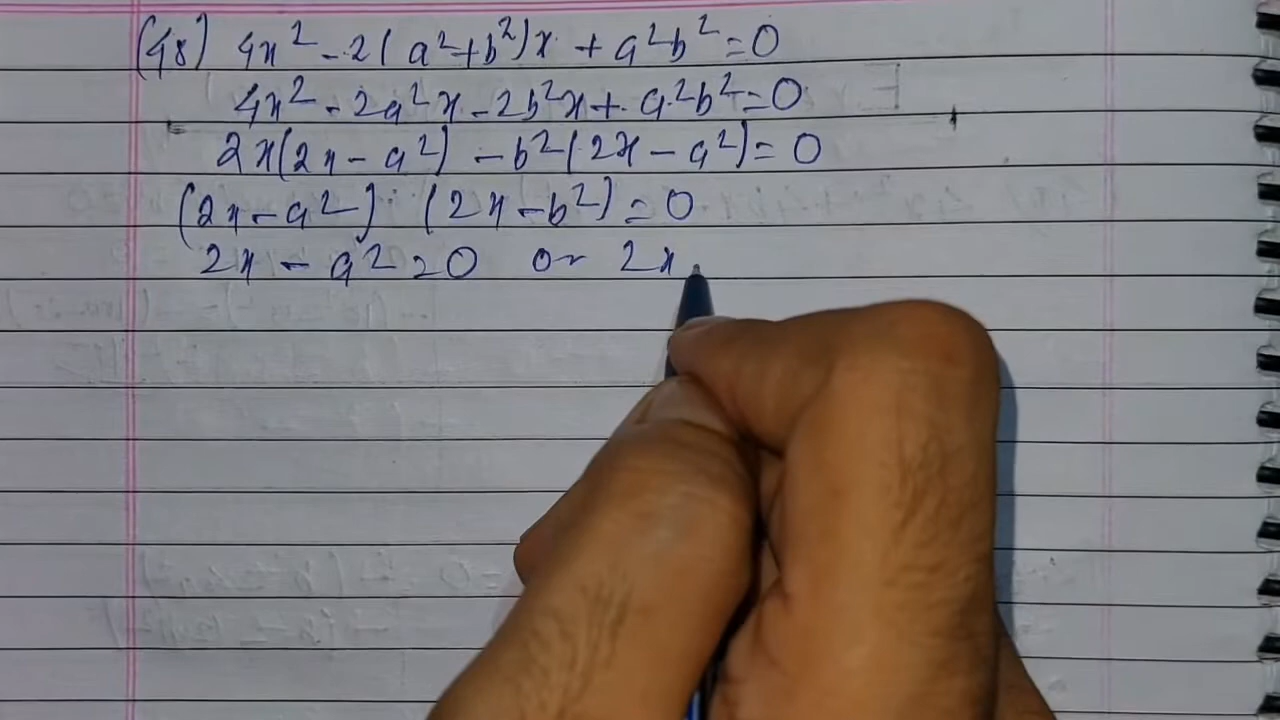 (48) 4x² - 2(a²+b²)x + a²b² = 0
4x² - 2a²x - 2b²x + a²b² = 0
2x(2x - a²) - b²(2x - a²) = 0
(2x - a²) (2x - b²) = 0
2x - a² = 0 or 2x